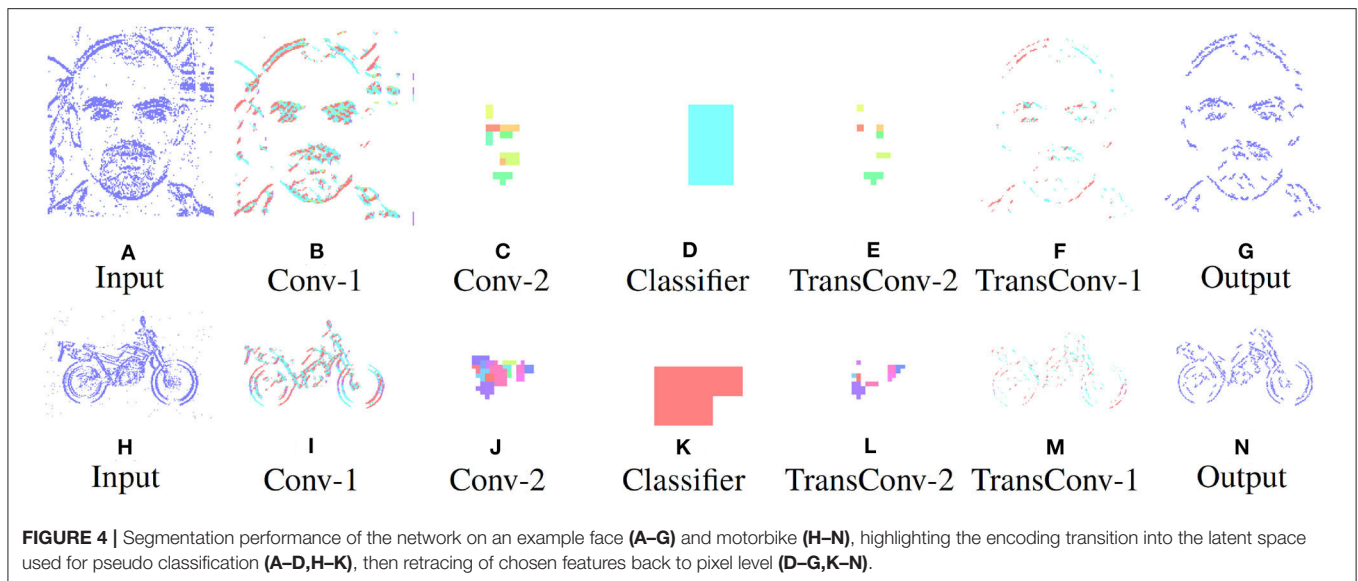 A B C D E F G
Input Conv-1 Conv-2 Classifier TransConv-2 TransConv-1 Output
H I J K L M N
Input Conv-1 Conv-2 Classifier TransConv-2 TransConv-1 Output
FIGURE 4 | Segmentation performance of the network on an example face (A–G) and motorbike (H–N), highlighting the encoding transition into the latent space
used for pseudo classification (A–D,H–K), then retracing of chosen features back to pixel level (D–G,K–N).